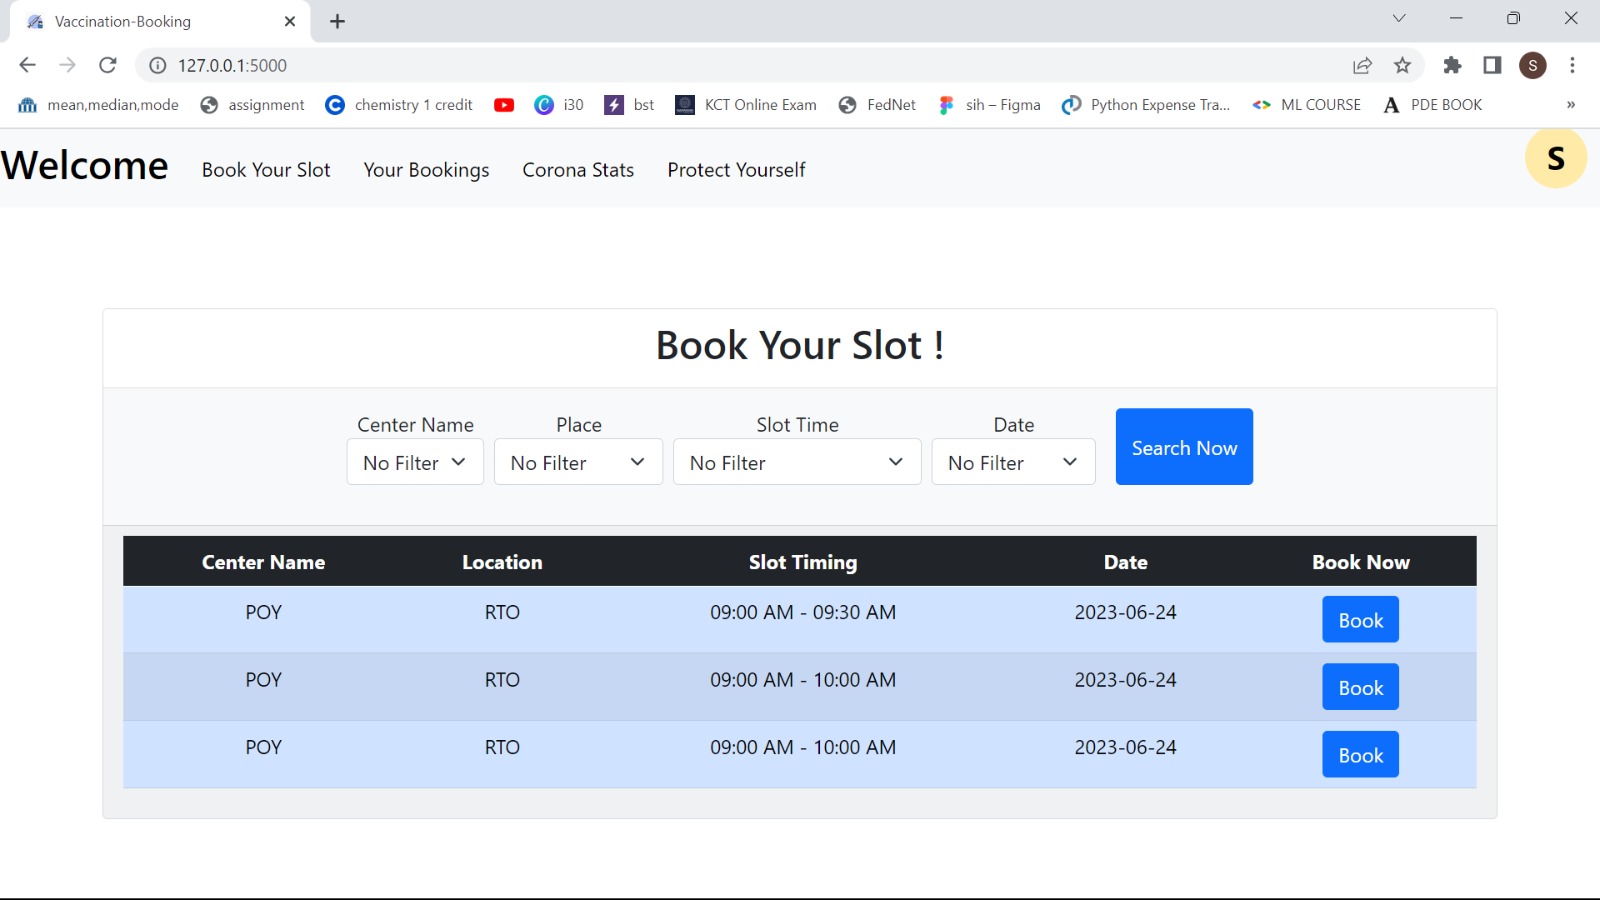 Vaccination-Booking
127.0.0.1:5000
S
mean,median,mode assignment chemistry 1 credit i30 bst KCT Online Exam FedNet sih – Figma Python Expense Tra... ML COURSE PDE BOOK »
Welcome Book Your Slot Your Bookings Corona Stats Protect Yourself S
Book Your Slot !
Center Name Place Slot Time Date
No Filter No Filter No Filter No Filter Search Now
Center Name Location Slot Timing Date Book Now
POY RTO 09:00 AM - 09:30 AM 2023-06-24 Book
POY RTO 09:00 AM - 10:00 AM 2023-06-24 Book
POY RTO 09:00 AM - 10:00 AM 2023-06-24 Book